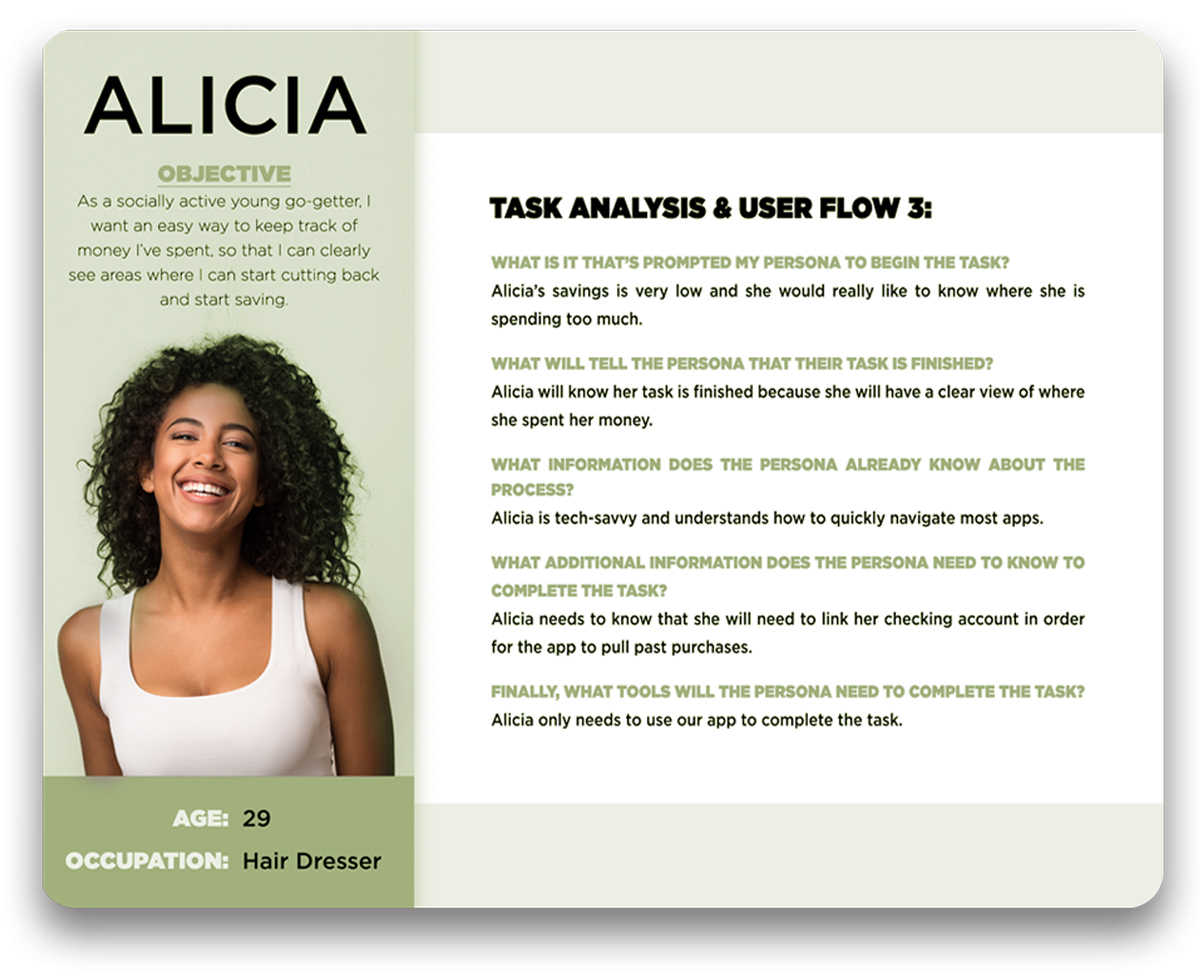 ALICIA
OBJECTIVE
As a socially active young go-getter, I
want an easy way to keep track of
money I've spent, so that I can clearly
see areas where I can start cutting back
and start saving.
AGE: 29
OCCUPATION: Hair Dresser
TASK ANALYSIS & USER FLOW 3:
WHAT IS IT THAT'S PROMPTED MY PERSONA TO BEGIN THE TASK?
Alicia's savings is very low and she would really like to know where she is
spending too much.
WHAT WILL TELL THE PERSONA THAT THEIR TASK IS FINISHED?
Alicia will know her task is finished because she will have a clear view of where
she spent her money.
WHAT INFORMATION DOES THE PERSONA ALREADY KNOW ABOUT THE
PROCESS?
Alicia is tech-savvy and understands how to quickly navigate most apps.
WHAT ADDITIONAL INFORMATION DOES THE PERSONA NEED TO KNOW TO
COMPLETE THE TASK?
Alicia needs to know that she will need to link her checking account in order
for the app to pull past purchases.
FINALLY, WHAT TOOLS WILL THE PERSONA NEED TO COMPLETE THE TASK?
Alicia only needs to use our app to complete the task.